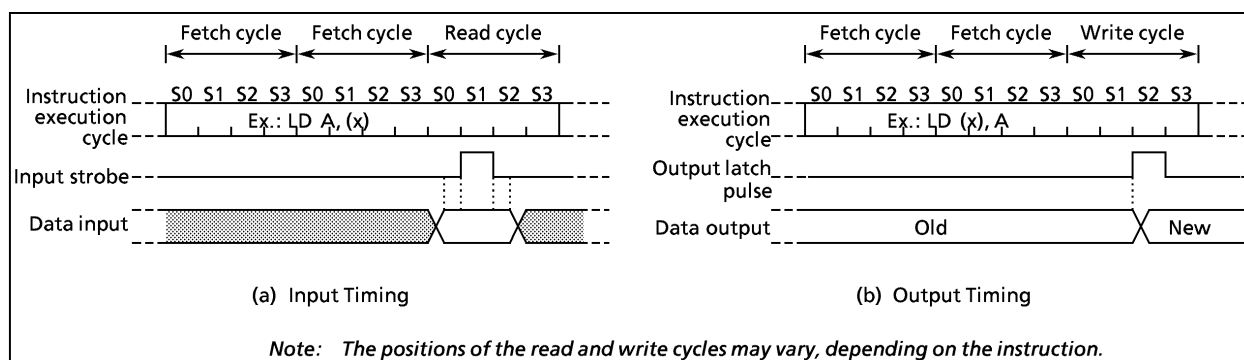 Fetch cycle Fetch cycle Read cycle
S0 S1 S2 S3 S0 S1 S2 S3 S0 S1 S2 S3
Instruction
execution
cycle
Ex.: LD A, (x)
Input strobe
Data input
(a) Input Timing
Fetch cycle Fetch cycle Write cycle
S0 S1 S2 S3 S0 S1 S2 S3 S0 S1 S2 S3
Instruction
execution
cycle
Ex.: LD (x), A
Output latch
pulse
Data output
Old
New
(b) Output Timing
Note: The positions of the read and write cycles may vary, depending on the instruction.